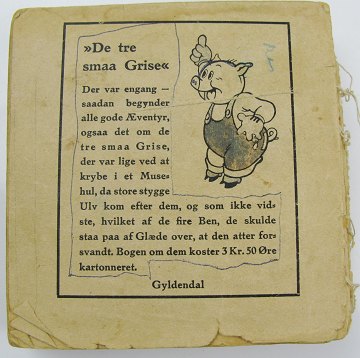 »De tre
smaa Grise«
Der var engang —
saadan begynder
alle gode Æventyr,
ogsaa det om de
tre smaa Grise,
der var lige ved at
krybe i et Muse-
hul, da store stygge
Ulv kom efter dem, og som ikke vid-
ste, hvilket af de fire Ben, de skulde
staa paa af Glæde over, at den atter for-
svandt. Bogen om dem koster 3 Kr. 50 Øre
kartonneret.
Gyldendal